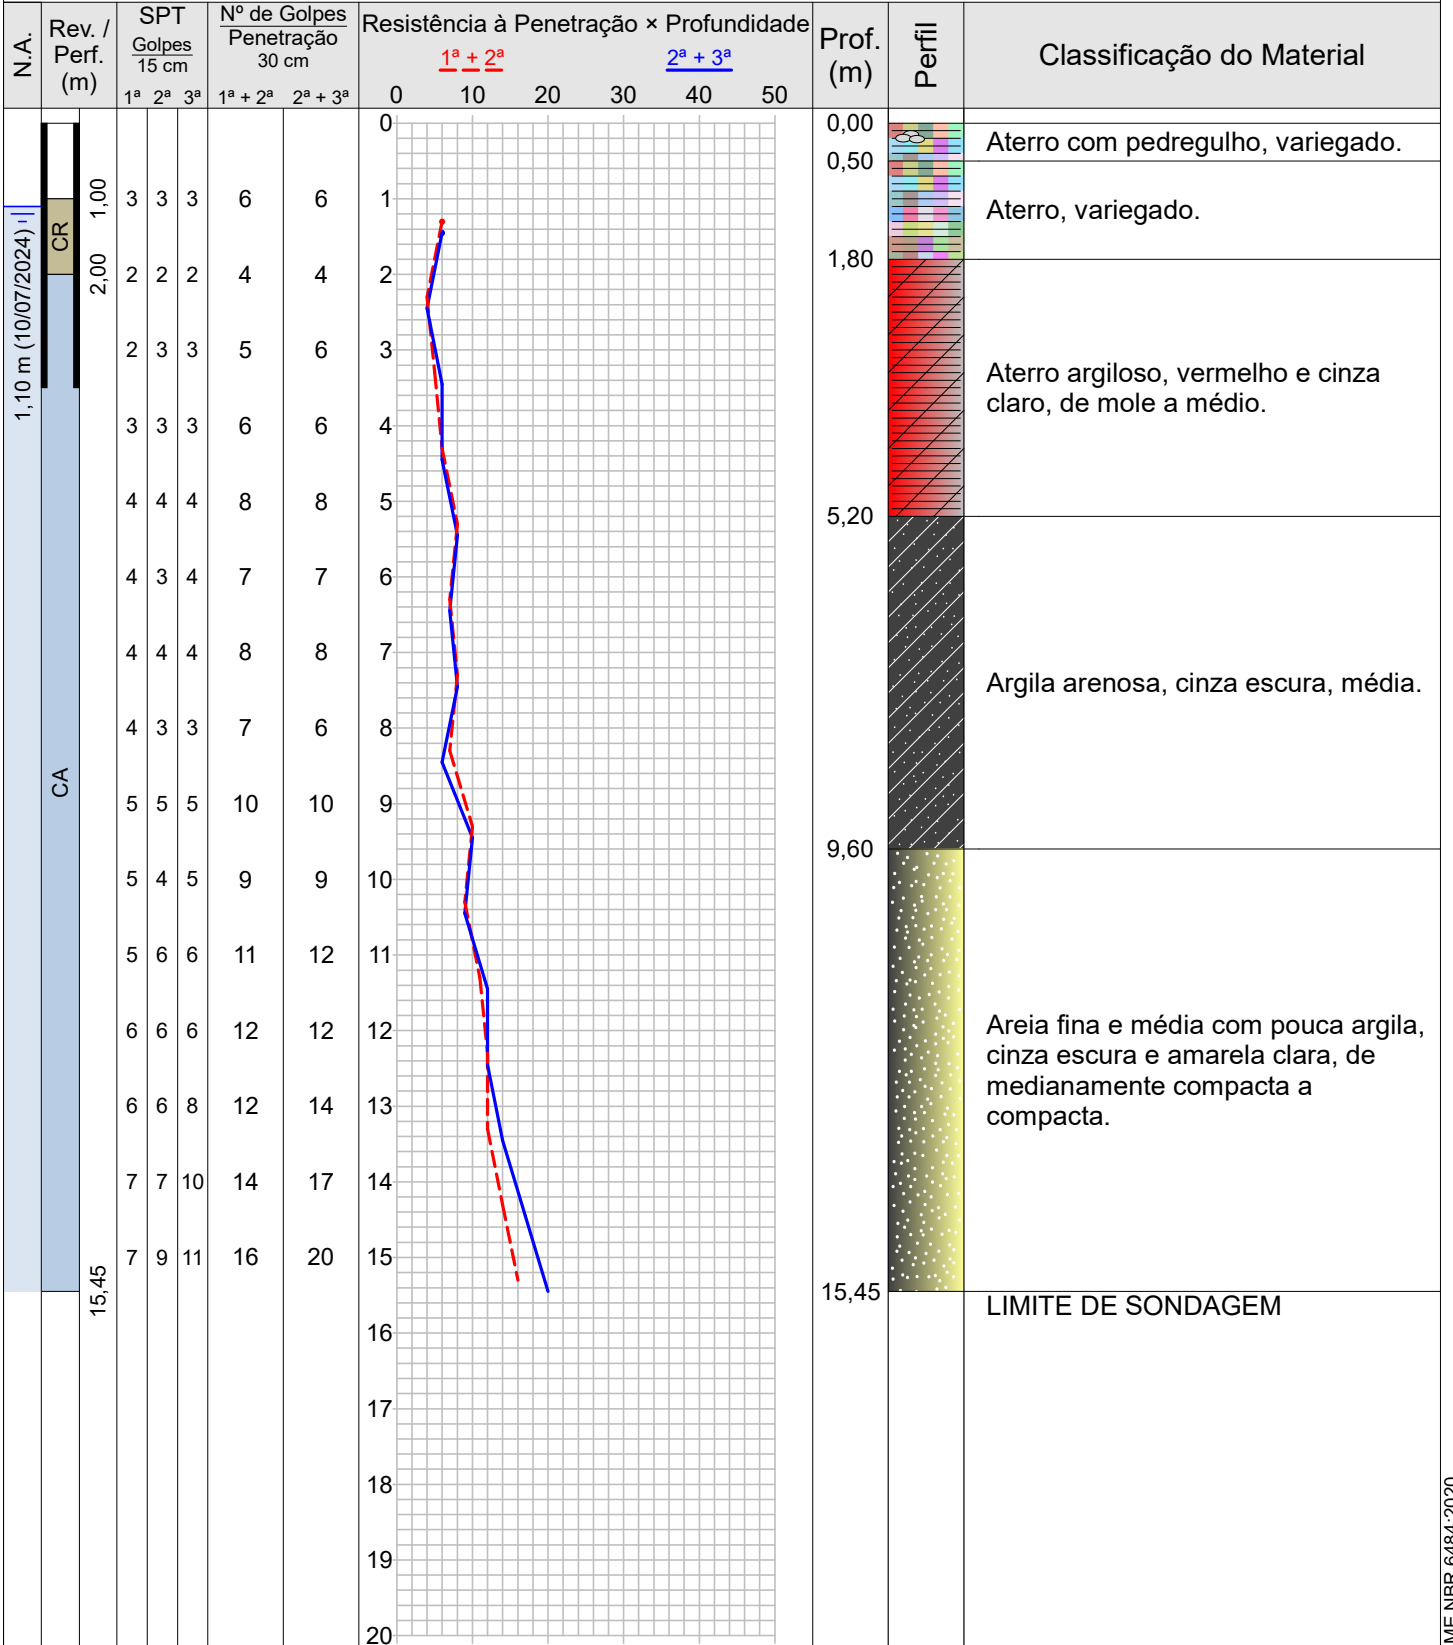 N.A.
Rev. /
Perf.
(m)
SPT
Golpes
15 cm
1ª 2ª 3ª
Nº de Golpes
Penetração
30 cm
1ª + 2ª 2ª + 3ª
Resistência à Penetração × Profundidade
1ª + 2ª 2ª + 3ª
0 10 20 30 40 50
Prof.
(m)
Perfil
Classificação do Material
0
0,00
Aterro com pedregulho, variegado.
0,50
1,00
3 3 3 6 6 1
Aterro, variegado.
CR
1,10 m (10/07/2024)
1,80
2,00
2 2 2 4 4 2
2 3 3 5 6 3
Aterro argiloso, vermelho e cinza
claro, de mole a médio.
3 3 3 6 6 4
4 4 4 8 8 5
5,20
4 3 4 7 7 6
4 4 4 8 8 7
Argila arenosa, cinza escura, média.
4 3 3 7 6 8
CA
5 5 5 10 10 9
9,60
5 4 5 9 9 10
5 6 6 11 12 11
6 6 6 12 12 12
Areia fina e média com pouca argila,
cinza escura e amarela clara, de
medianamente compacta a
compacta.
6 6 8 12 14 13
7 7 10 14 17 14
7 9 11 16 20 15
15,45
15,45
LIMITE DE SONDAGEM
16
17
18
19
20
ME NBR 6484:2020